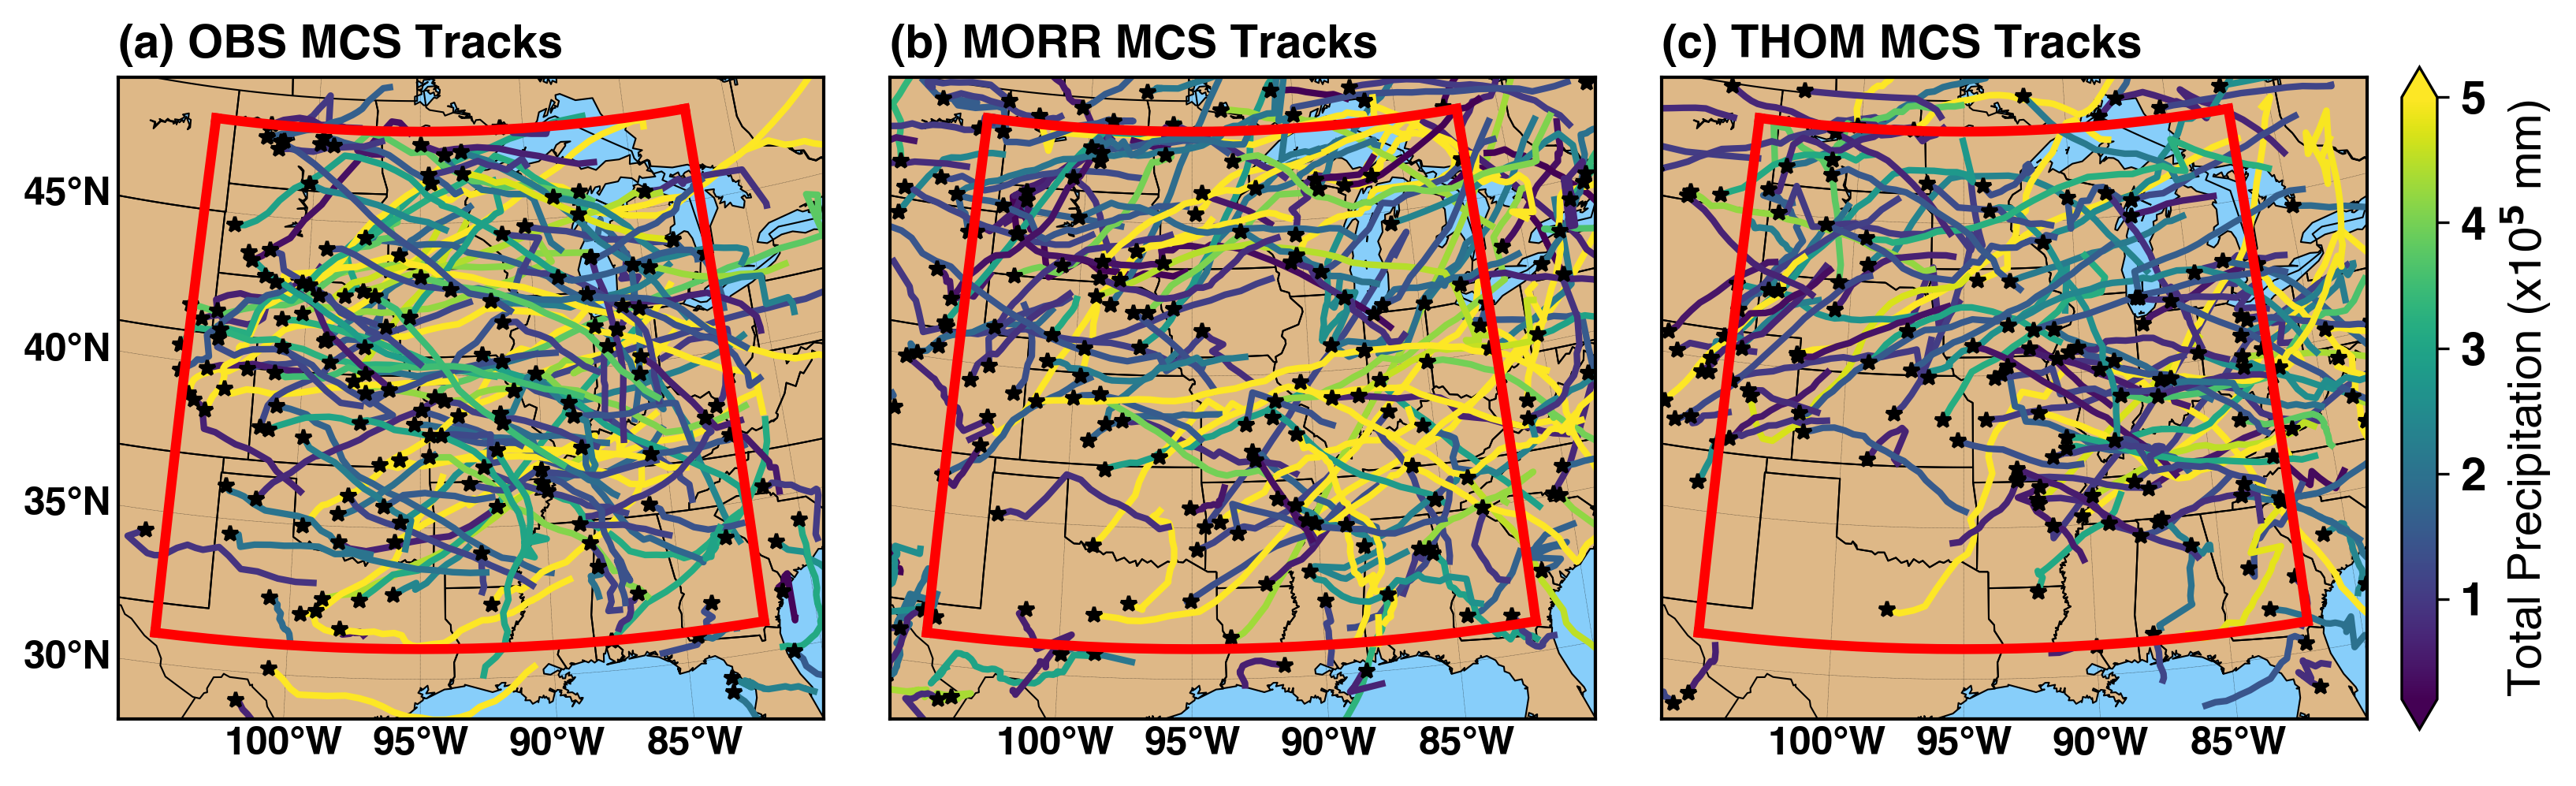 (a) OBS MCS Tracks
(b) MORR MCS Tracks
(c) THOM MCS Tracks
45°N
40°N
35°N
30°N
100°W 95°W 90°W 85°W
100°W 95°W 90°W 85°W
100°W 95°W 90°W 85°W
5
4
3
2
1
Total Precipitation (x10⁵ mm)